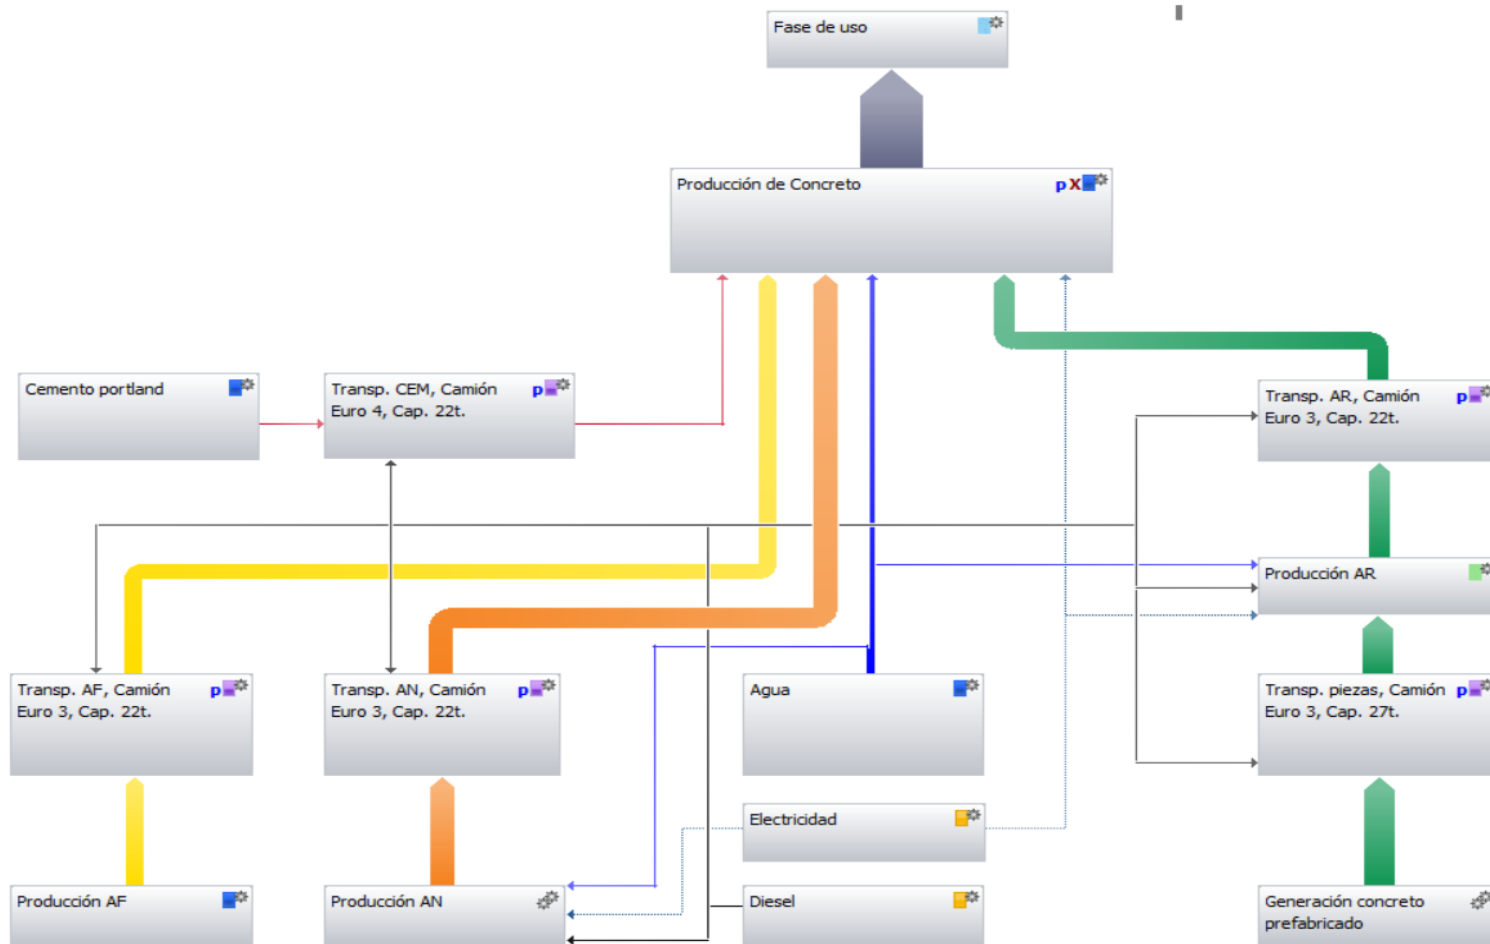 Fase de uso
Producción de Concreto
p X
Cemento portland
Transp. CEM, Camión
Euro 4, Cap. 22t.
p
Transp. AR, Camión
Euro 3, Cap. 22t.
p
Producción AR
Transp. AF, Camión
Euro 3, Cap. 22t.
p
Transp. AN, Camión
Euro 3, Cap. 22t.
p
Agua
Transp. piezas, Camión
Euro 3, Cap. 27t.
p
Electricidad
Producción AF
Producción AN
Diesel
Generación concreto
prefabricado